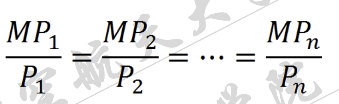 MP₁/P₁ = MP₂/P₂ = ⋯ = MPₙ/Pₙ